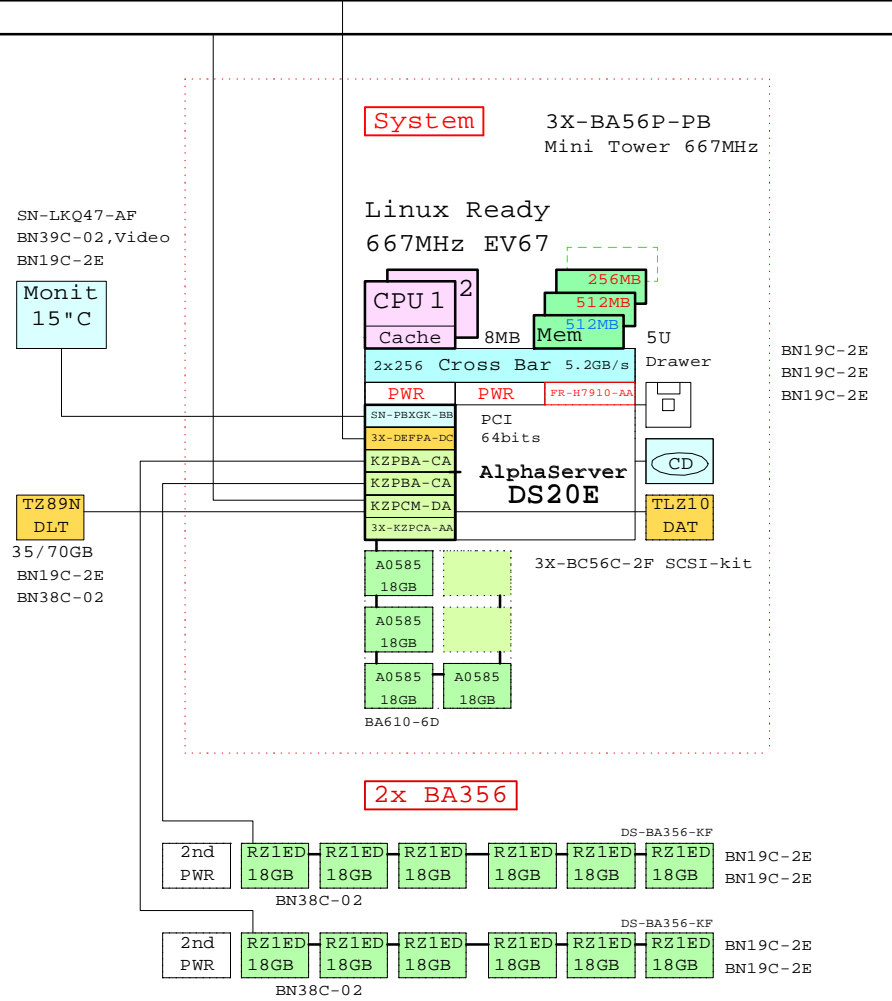 System
3X-BA56P-PB
Mini Tower 667MHz
SN-LKQ47-AF
BN39C-02,Video
BN19C-2E
Monit
15"C
Linux Ready
667MHz EV67
CPU 1
2
Cache
8MB
256MB
512MB
512MB
Mem
5U
Drawer
BN19C-2E
BN19C-2E
BN19C-2E
2x256 Cross Bar 5.2GB/s
PWR
PWR
FR-H7910-AA
SN-PBXGK-BB
3X-DEFPA-DC
KZPBA-CA
KZPBA-CA
KZPCM-DA
3X-KZPCA-AA
PCI
64bits
AlphaServer
DS20E
CD
TLZ10
DAT
TZ89N
DLT
35/70GB
BN19C-2E
BN38C-02
3X-BC56C-2F SCSI-kit
A0585
18GB
A0585
18GB
A0585
18GB
A0585
18GB
BA610-6D
2x BA356
DS-BA356-KF
2nd
PWR
RZ1ED
18GB
RZ1ED
18GB
RZ1ED
18GB
RZ1ED
18GB
RZ1ED
18GB
RZ1ED
18GB
BN19C-2E
BN19C-2E
BN38C-02
DS-BA356-KF
2nd
PWR
RZ1ED
18GB
RZ1ED
18GB
RZ1ED
18GB
RZ1ED
18GB
RZ1ED
18GB
RZ1ED
18GB
BN19C-2E
BN19C-2E
BN38C-02